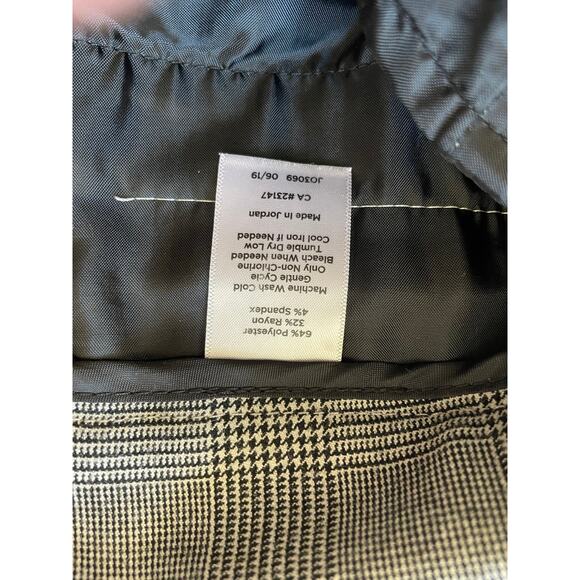 64% Polyester
32% Rayon
4% Spandex
Machine Wash Cold
Gentle Cycle
Only Non-Chlorine
Bleach When Needed
Tumble Dry Low
Cool Iron if Needed
Made In Jordan
CA #23147
JO3069 06/19